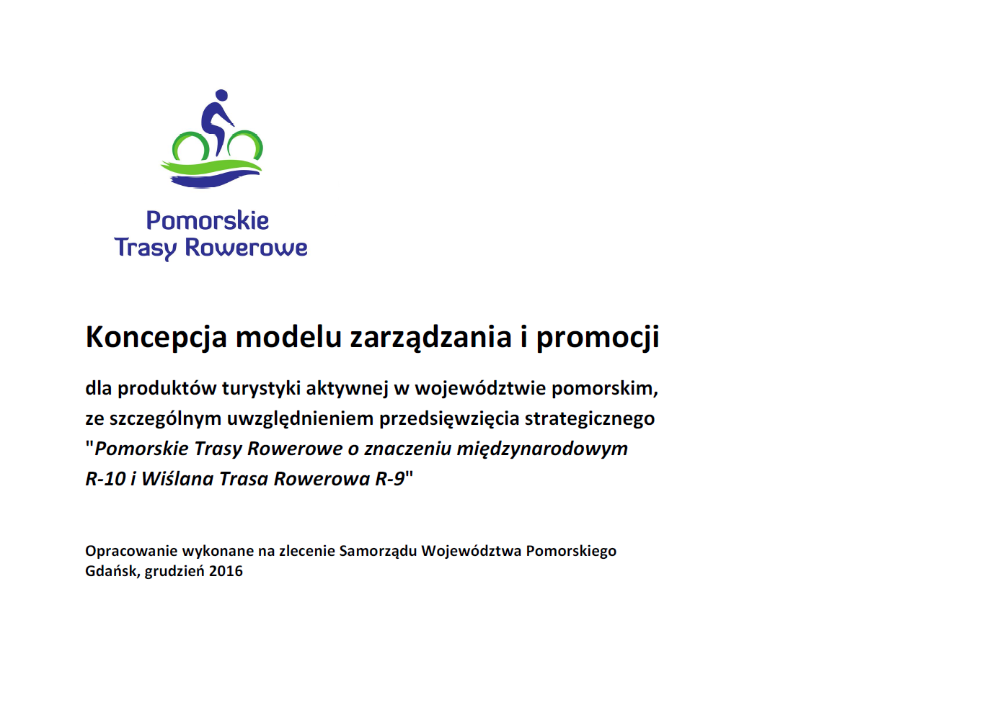 Pomorskie
Trasy Rowerowe
Koncepcja modelu zarządzania i promocji
dla produktów turystyki aktywnej w województwie pomorskim,
ze szczególnym uwzględnieniem przedsięwzięcia strategicznego
"Pomorskie Trasy Rowerowe o znaczeniu międzynarodowym
R-10 i Wiślana Trasa Rowerowa R-9"
Opracowanie wykonane na zlecenie Samorządu Województwa Pomorskiego
Gdańsk, grudzień 2016